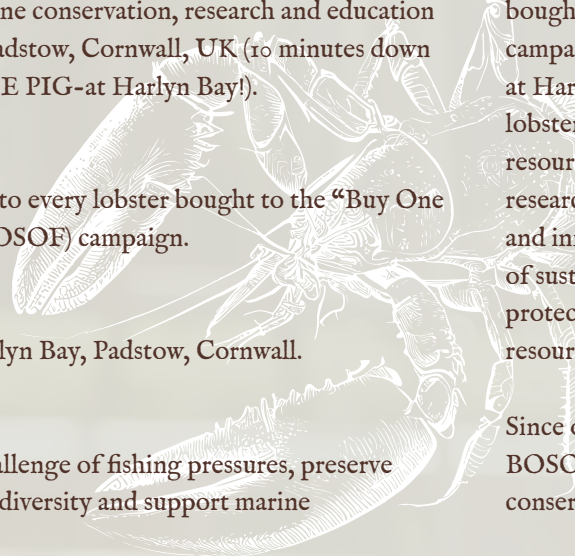 ne conservation, research and education
adstow, Cornwall, UK (10 minutes down
E PIG-at Harlyn Bay!).
to every lobster bought to the “Buy One
OSOF) campaign.
lyn Bay, Padstow, Cornwall.
allenge of fishing pressures, preserve
diversity and support marine
bough
campa
at Har
lobster
resour
researc
and in
of sust
protec
resour
Since
BOSO
conser